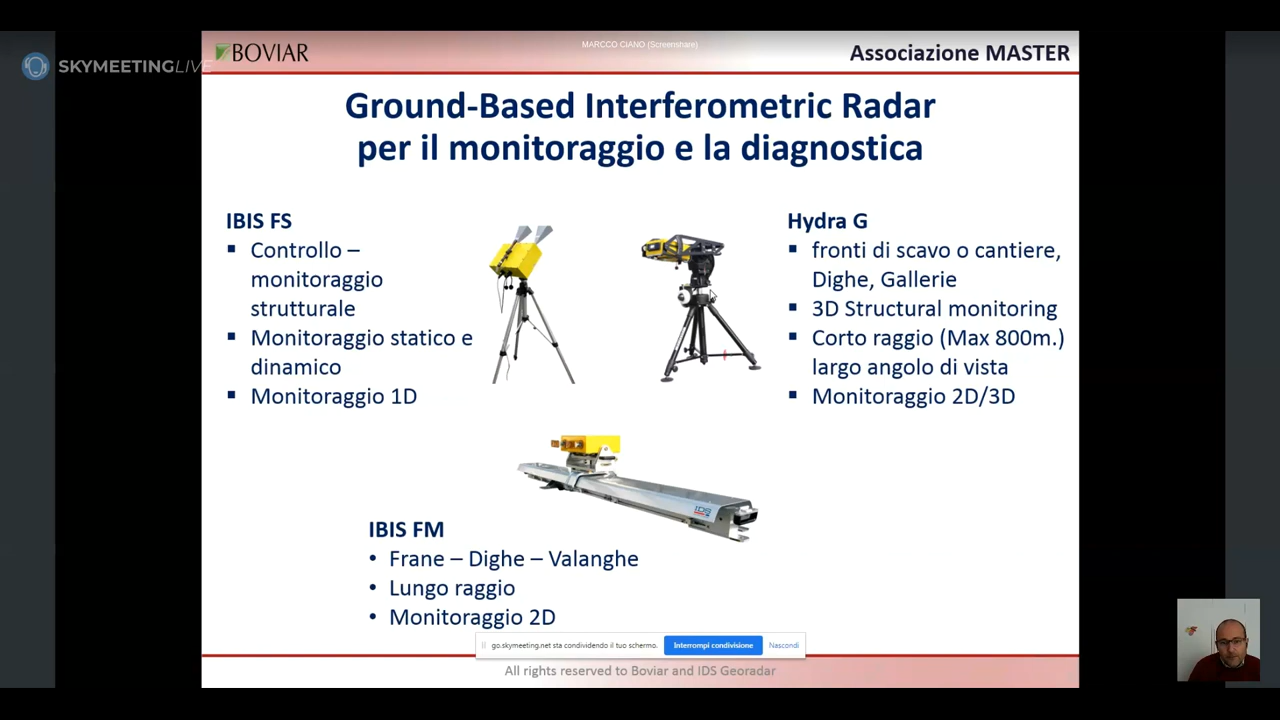 SKYMEETINGLIVE
BOVIAR
MARCCO CIANO (Screenshare)
Associazione MASTER
Ground-Based Interferometric Radar
per il monitoraggio e la diagnostica
IBIS FS
Controllo –
monitoraggio
strutturale
Monitoraggio statico e
dinamico
Monitoraggio 1D
Hydra G
fronti di scavo o cantiere,
Dighe, Gallerie
3D Structural monitoring
Corto raggio (Max 800m.)
largo angolo di vista
Monitoraggio 2D/3D
IDS
IBIS FM
Frane – Dighe – Valanghe
Lungo raggio
Monitoraggio 2D
go.skymeeting.net sta condividendo il tuo schermo.
Interrompi condivisione
Nascondi
All rights reserved to Boviar and IDS Georadar